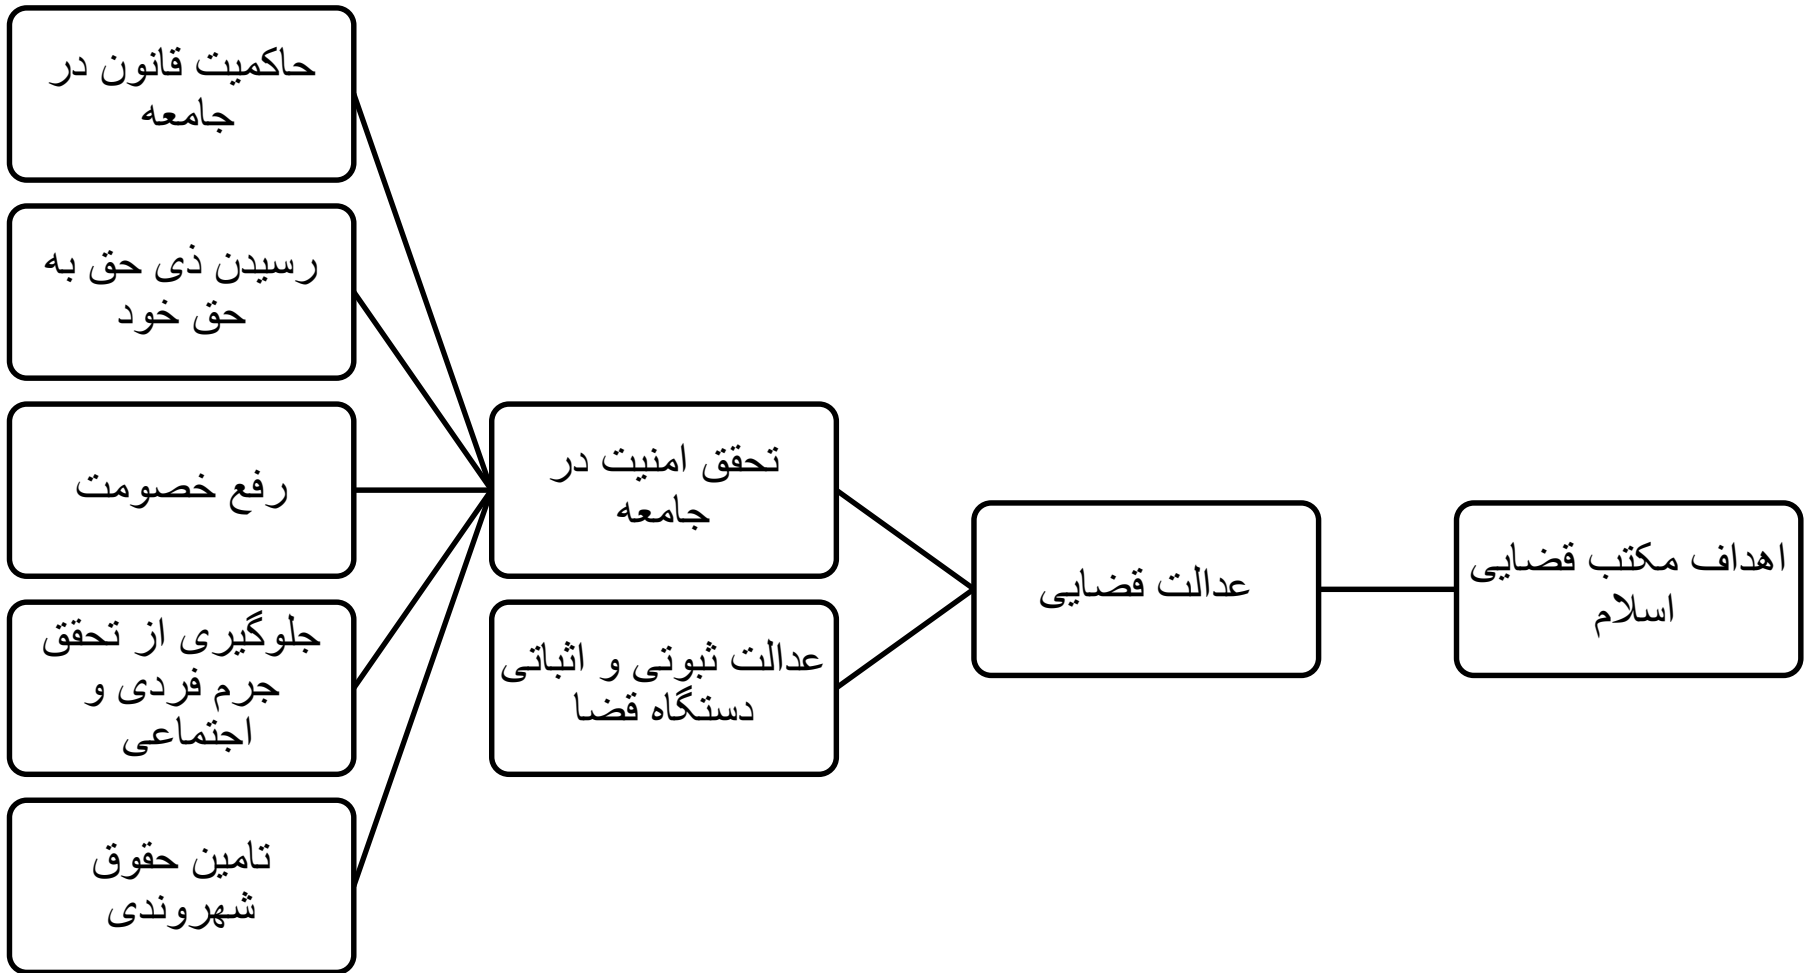 اهداف مکتب قضایی
اسلام
عدالت قضایی
تحقق امنیت در
جامعه
حاکمیت قانون در
جامعه
رسیدن ذی حق به
حق خود
رفع خصومت
جلوگیری از تحقق
جرم فردی و
اجتماعی
تامین حقوق
شهروندی
عدالت ثبوتی و اثباتی
دستگاه قضا